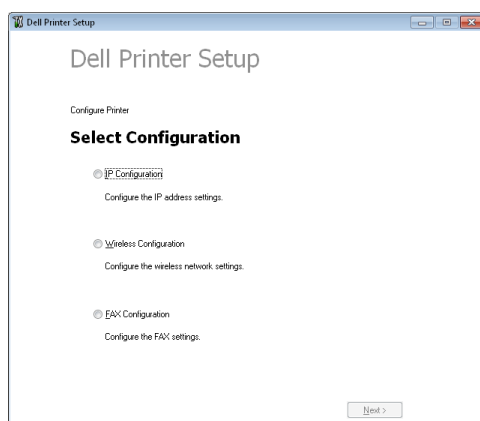 Dell Printer Setup
Dell Printer Setup
Configure Printer
Select Configuration
IP Configuration
Configure the IP address settings.
Wireless Configuration
Configure the wireless network settings.
FAX Configuration
Configure the FAX settings.
Next >